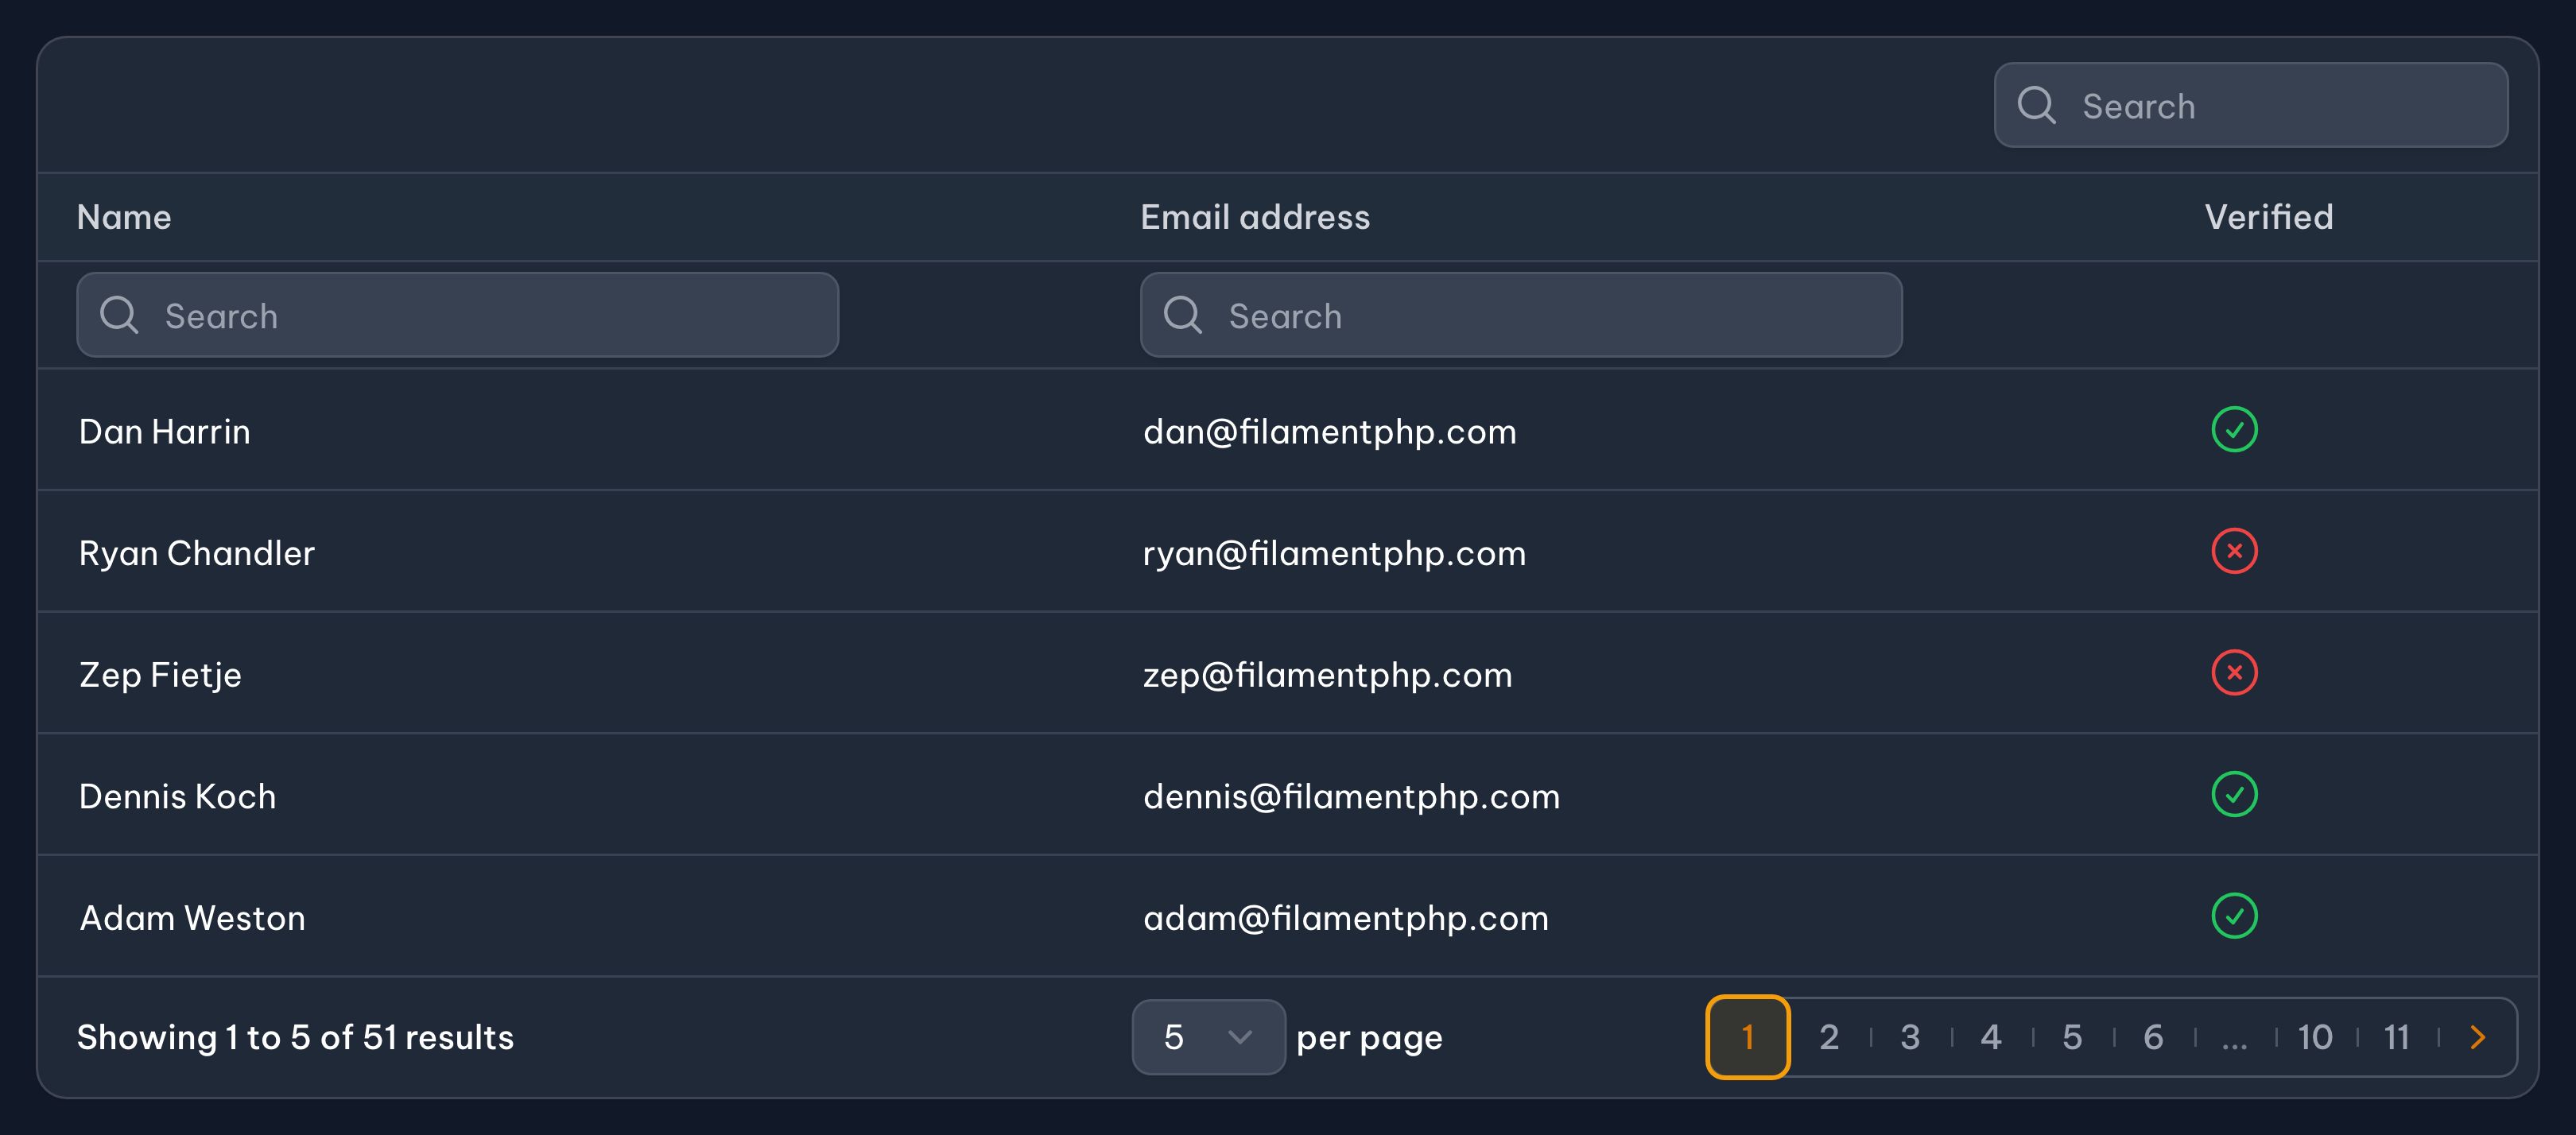 Search
Name Email address Verified
Search Search
Dan Harrin dan@filamentphp.com
Ryan Chandler ryan@filamentphp.com
Zep Fietje zep@filamentphp.com
Dennis Koch dennis@filamentphp.com
Adam Weston adam@filamentphp.com
Showing 1 to 5 of 51 results 5 per page 1 2 3 4 5 6 ... 10 11